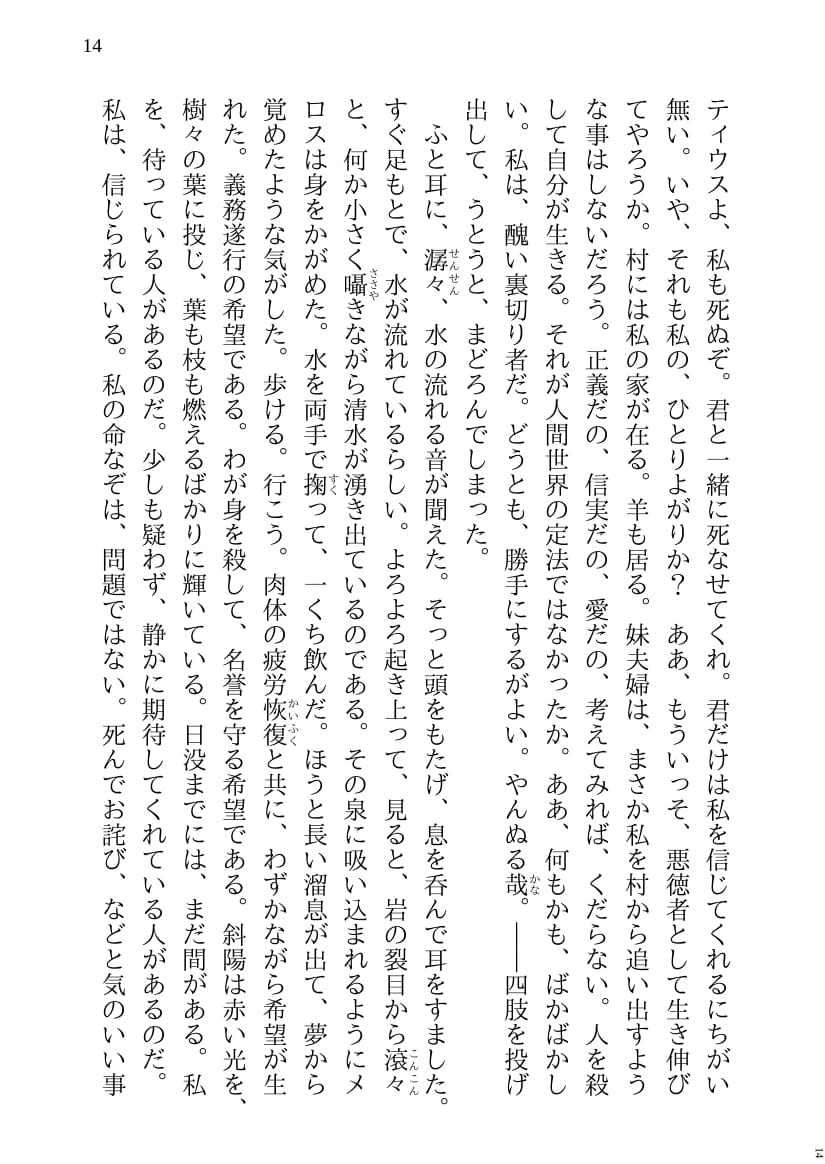 14
ティウスよ、私も死ぬぞ。君と一緒に死なせてくれ。君だけは私を信じてくれるにちがい
無い。いや、それも私の、ひとりよがりか？　ああ、もういっそ、悪徳者として生き伸び
てやろうか。村には私の家が在る。羊も居る。妹夫婦は、まさか私を村から追い出すよう
な事はしないだろう。正義だの、信実だの、愛だの、考えてみれば、くだらない。人を殺
して自分が生きる。それが人間世界の定法ではなかったか。ああ、何もかも、ばかばかし
い。私は、醜い裏切り者だ。どうとも、勝手にするがよい。やんぬる哉かな。――四肢を投げ
出して、うとうと、まどろんでしまった。
　ふと耳に、潺々せんせん、水の流れる音が聞えた。そっと頭をもたげ、息を呑んで耳をすました。
すぐ足もとで、水が流れているらしい。よろよろ起き上って、見ると、岩の裂目から滾々こんこん
と、何か小さく囁ささやきながら清水が湧き出ているのである。その泉に吸い込まれるようにメ
ロスは身をかがめた。水を両手で掬すくって、一くち飲んだ。ほうと長い溜息が出て、夢から
覚めたような気がした。歩ける。行こう。肉体の疲労恢復かいふくと共に、わずかながら希望が生
れた。義務遂行の希望である。わが身を殺して、名誉を守る希望である。斜陽は赤い光を、
樹々の葉に投じ、葉も枝も燃えるばかりに輝いている。日没までには、まだ間がある。私
を、待っている人があるのだ。少しも疑わず、静かに期待してくれている人があるのだ。
私は、信じられている。私の命なぞは、問題ではない。死んでお詫び、などと気のいい事
14